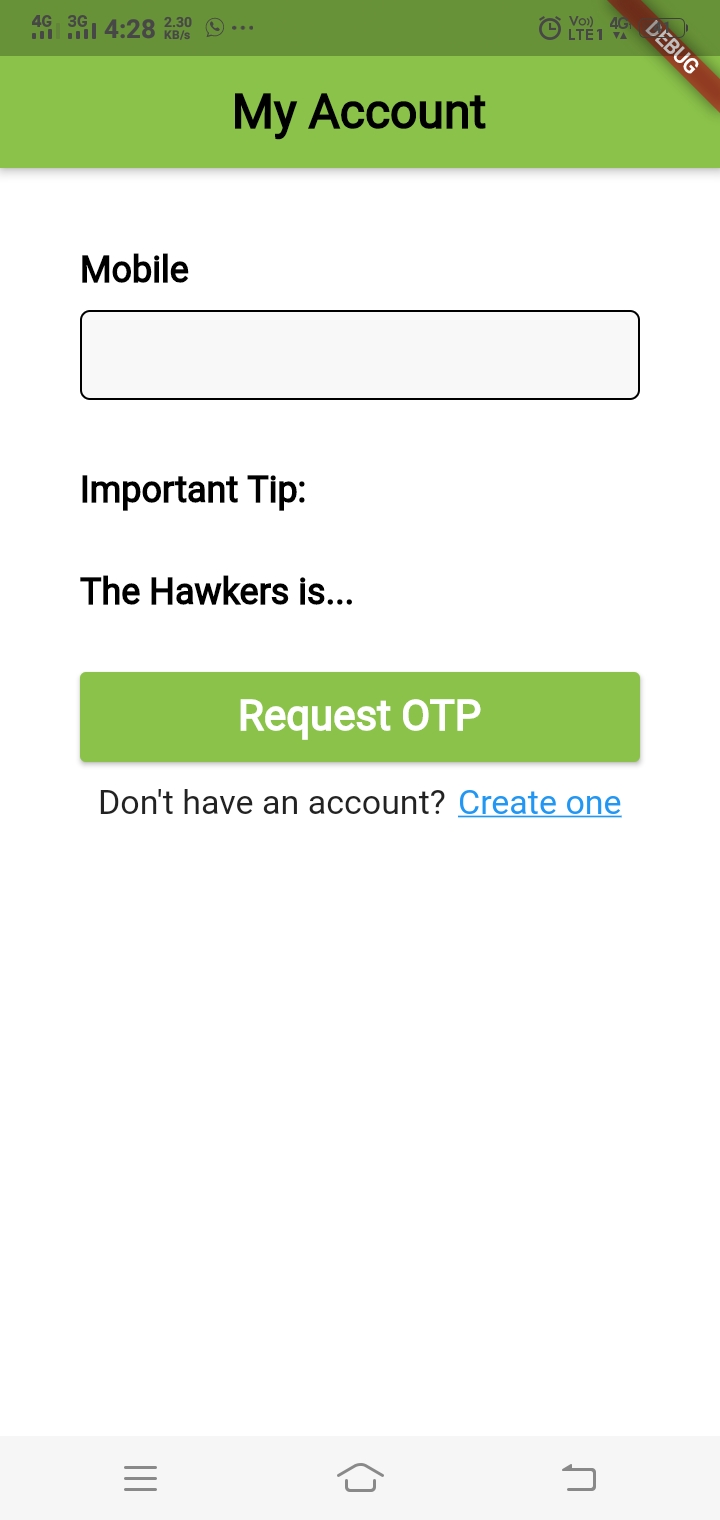 4G 3G 4:28 2.30 KB/s ... Vo)) LTE1 4G
DEBUG
My Account
Mobile
Important Tip:
The Hawkers is...
Request OTP
Don't have an account? Create one